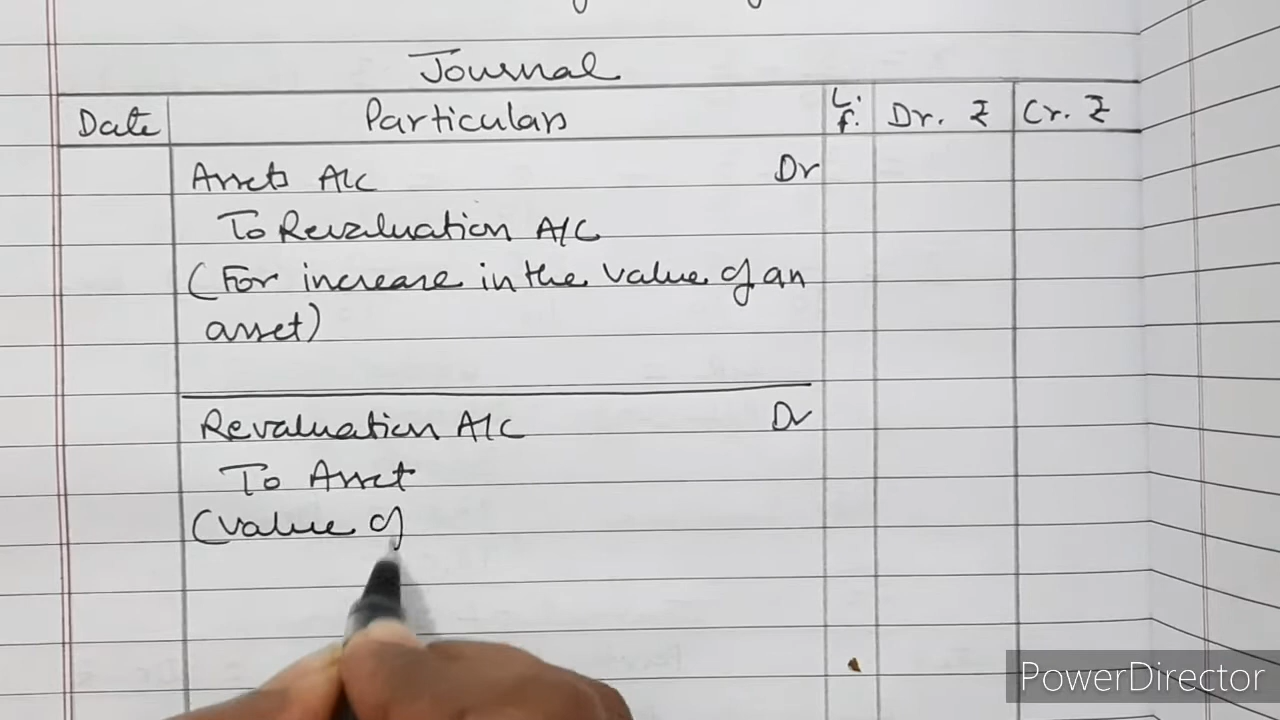 Journal
Date Particulars L.F. Dr. ₹ Cr. ₹
Assets A/C Dr
To Revaluation A/C
(For increase in the value of an
asset)
Revaluation A/C Dr
To Asset
(Value of
PowerDirector